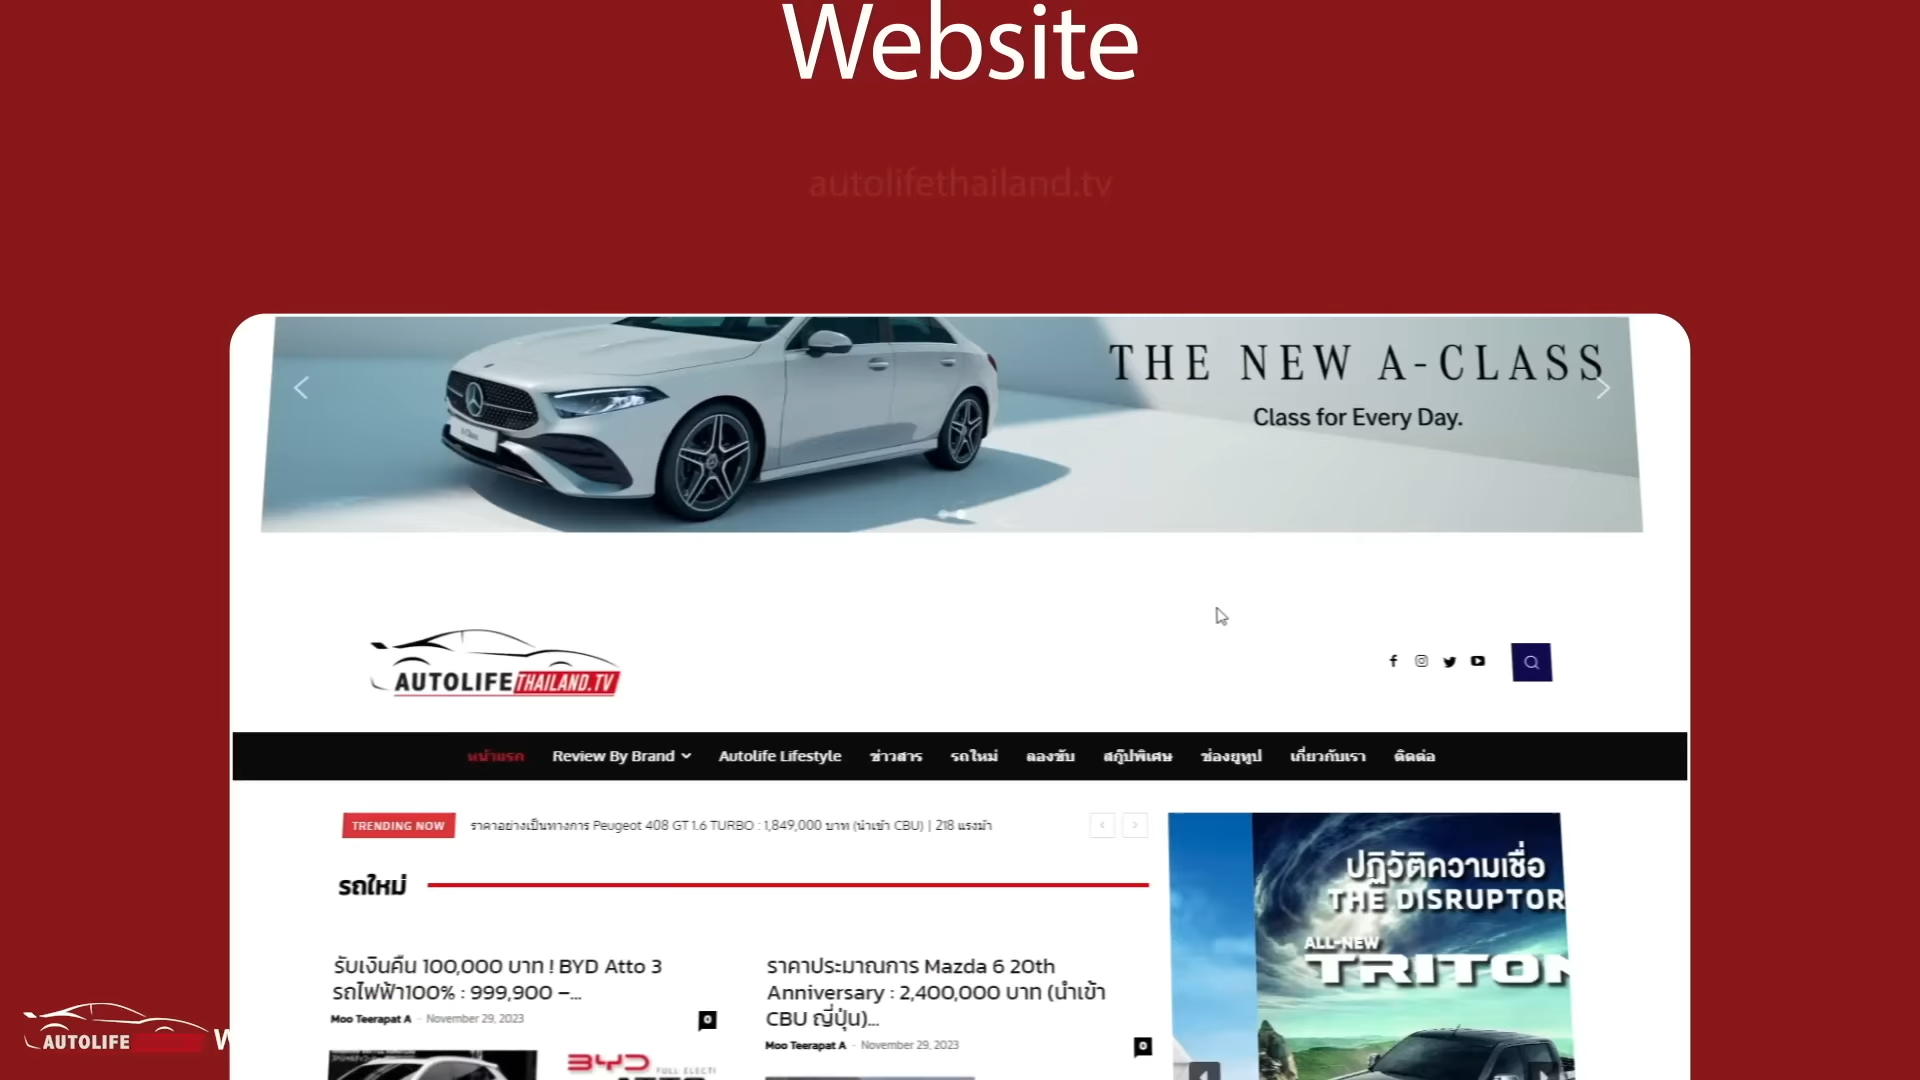 Website
autolifethailand.tv
THE NEW A-CLASS
Class for Every Day.
AUTOLIFE THAILAND.TV
หน้าแรก Review By Brand Autolife Lifestyle ข่าวสาร รถใหม่ ลองขับ สกู๊ปพิเศษ ช่องยูทูป เกี่ยวกับเรา ติดต่อ
TRENDING NOW ราคาอย่างเป็นทางการ Peugeot 408 GT 1.6 TURBO : 1,849,000 บาท (นำเข้า CBU) | 218 แรงม้า
รถใหม่
รับเงินคืน 100,000 บาท ! BYD Atto 3
รถไฟฟ้า100% : 999,900 –...
Moo Teerapat A - November 29, 2023 0
ราคาประมาณการ Mazda 6 20th
Anniversary : 2,400,000 บาท (นำเข้า
CBU ญี่ปุ่น)...
Moo Teerapat A - November 29, 2023 0
ปฏิวัติความเชื่อ
THE DISRUPTOR
ALL-NEW
TRITON
BYD
AUTOLIFE W